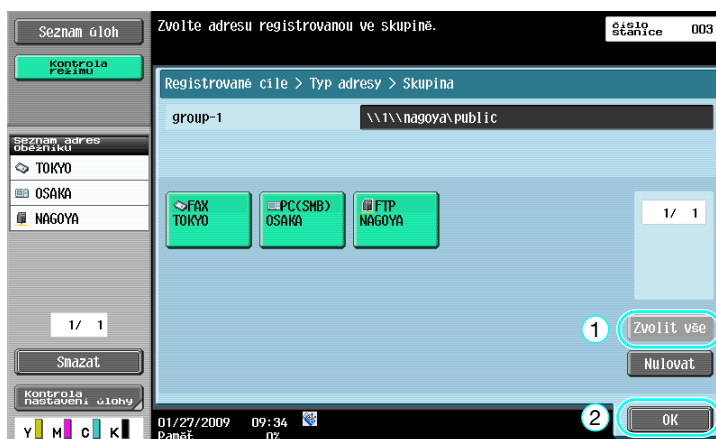 Seznam úloh
Kontrola
režimu
Seznam adres
Oběžníku
TOKYO
OSAKA
NAGOYA
1/ 1
Smazat
Kontrola
nastavení úlohy
Y M C K
Zvolte adresu registrovanou ve skupině.
číslo
stanice 003
Registrované cíle > Typ adresy > Skupina
group-1 \\1\\nagoya\public
FAX
TOKYO
PC(SMB)
OSAKA
FTP
NAGOYA
1/ 1
1 Zvolit vše
Nulovat
2 OK
01/27/2009 09:34
Paměť 0%